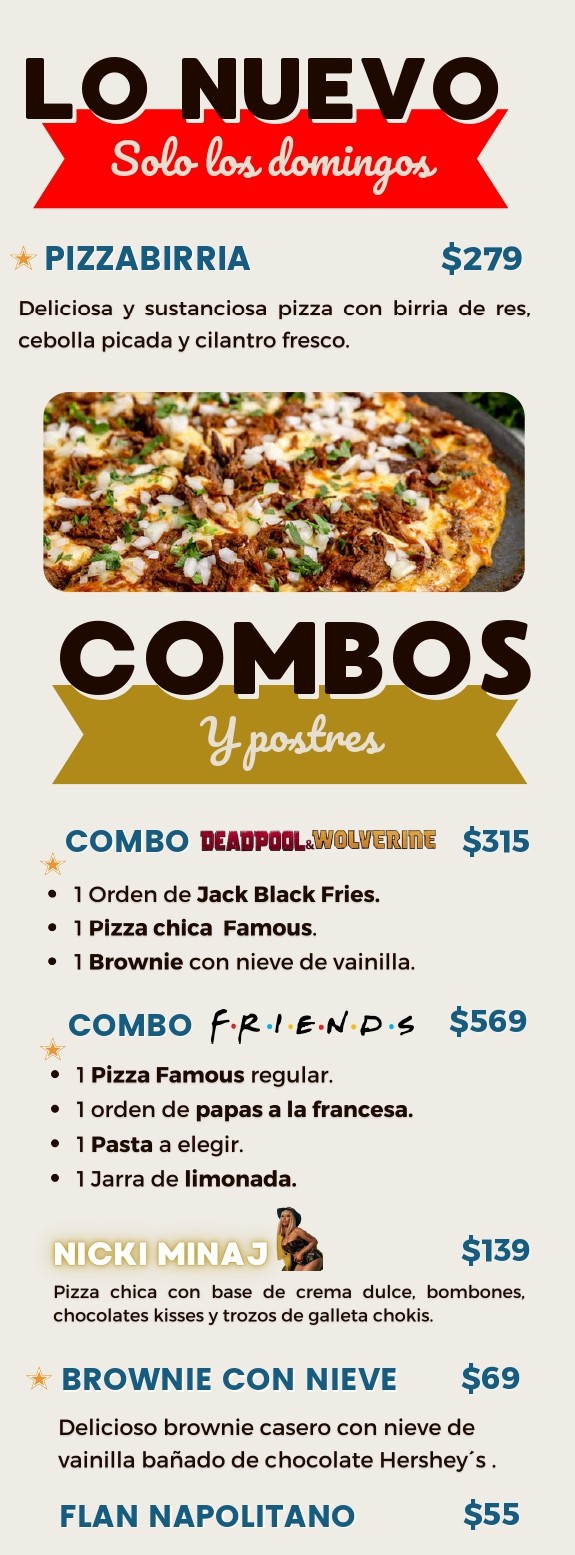 LO NUEVO
Solo los domingos
PIZZABIRRIA $279
Deliciosa y sustanciosa pizza con birria de res,
cebolla picada y cilantro fresco.
COMBOS
Y postres
COMBO DEADPOOL&WOLVERINE $315
• 1 Orden de Jack Black Fries.
• 1 Pizza chica Famous.
• 1 Brownie con nieve de vainilla.
COMBO F·R·I·E·N·D·S $569
• 1 Pizza Famous regular.
• 1 orden de papas a la francesa.
• 1 Pasta a elegir.
• 1 Jarra de limonada.
NICKI MINAJ $139
Pizza chica con base de crema dulce, bombones,
chocolates kisses y trozos de galleta chokis.
BROWNIE CON NIEVE $69
Delicioso brownie casero con nieve de
vainilla bañado de chocolate Hershey´s .
FLAN NAPOLITANO $55